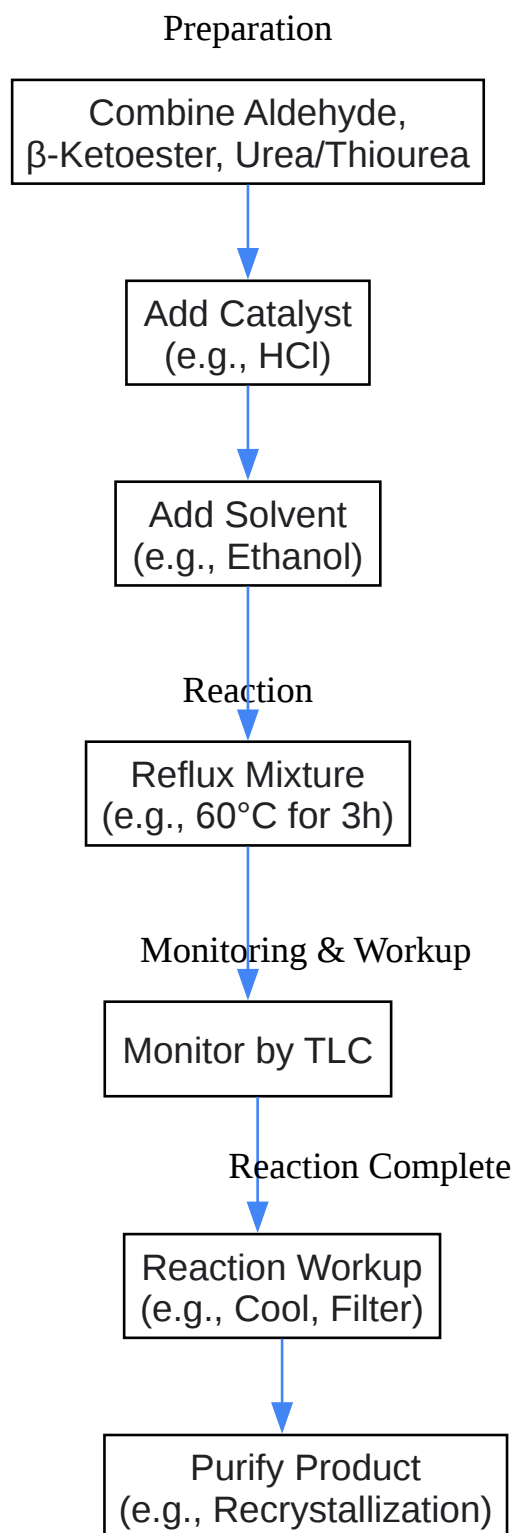 Preparation
Combine Aldehyde,
β-Ketoester, Urea/Thiourea
Add Catalyst
(e.g., HCl)
Add Solvent
(e.g., Ethanol)
Reaction
Reflux Mixture
(e.g., 60°C for 3h)
Monitoring & Workup
Monitor by TLC
Reaction Complete
Reaction Workup
(e.g., Cool, Filter)
Purify Product
(e.g., Recrystallization)